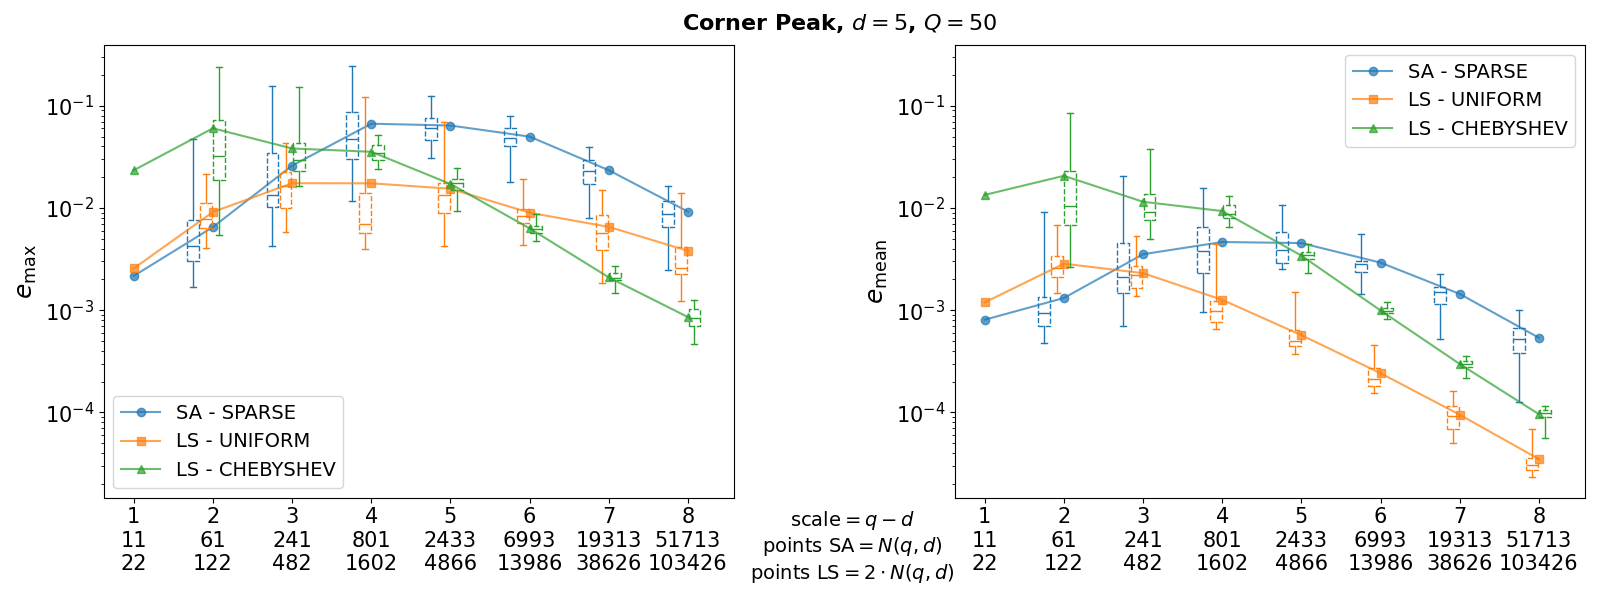 Corner Peak, d = 5, Q = 50
10⁻¹
10⁻²
10⁻³
10⁻⁴
e_max
SA - SPARSE
LS - UNIFORM
LS - CHEBYSHEV
1 2 3 4 5 6 7 8
11 61 241 801 2433 6993 19313 51713
22 122 482 1602 4866 13986 38626 103426
scale = q − d
points SA = N(q, d)
points LS = 2 · N(q, d)
10⁻¹
10⁻²
10⁻³
10⁻⁴
e_mean
SA - SPARSE
LS - UNIFORM
LS - CHEBYSHEV
1 2 3 4 5 6 7 8
11 61 241 801 2433 6993 19313 51713
22 122 482 1602 4866 13986 38626 103426